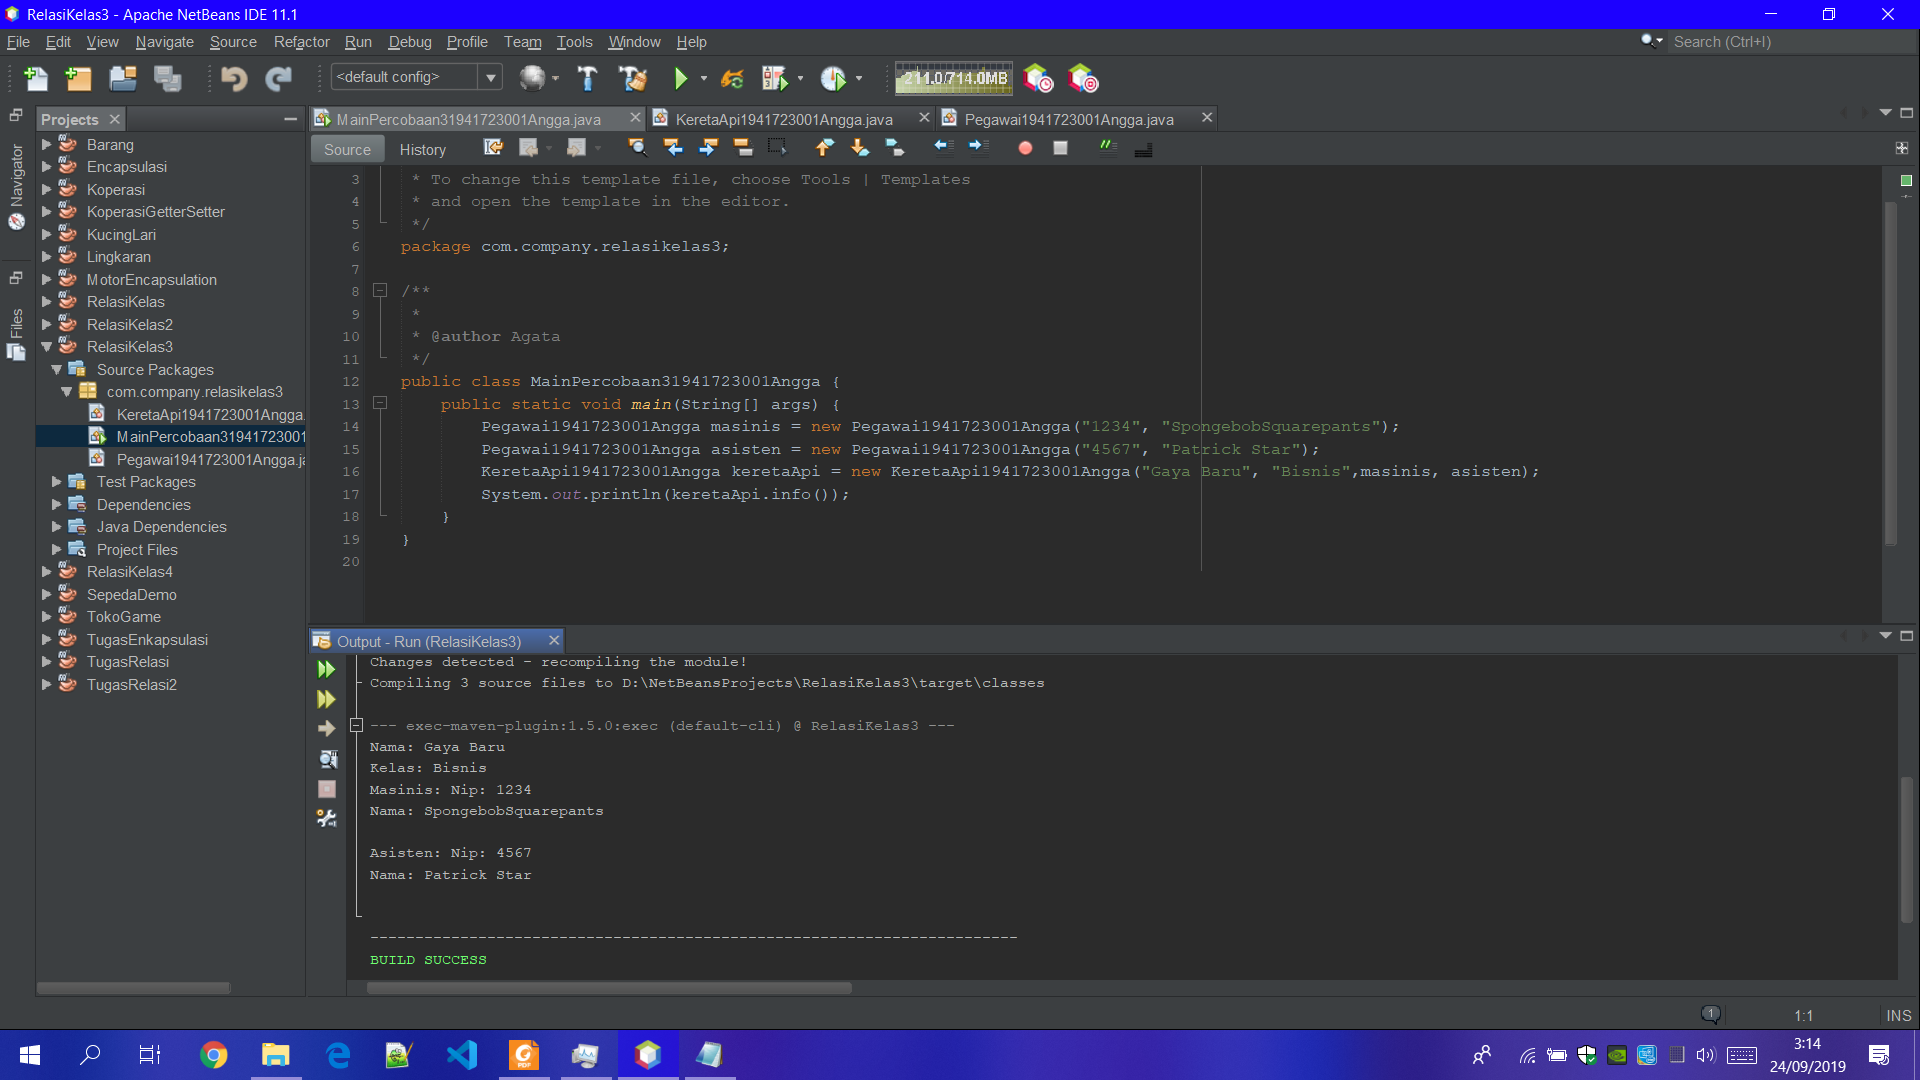 RelasiKelas3 - Apache NetBeans IDE 11.1
File Edit View Navigate Source Refactor Run Debug Profile Team Tools Window Help
Search (Ctrl+I)
<default config>
211.0/714.0MB
Projects
Navigator
Files
Barang
Encapsulasi
Koperasi
KoperasiGetterSetter
KucingLari
Lingkaran
MotorEncapsulation
RelasiKelas
RelasiKelas2
RelasiKelas3
Source Packages
com.company.relasikelas3
KeretaApi1941723001Angga.
MainPercobaan31941723001
Pegawai1941723001Angga.ja
Test Packages
Dependencies
Java Dependencies
Project Files
RelasiKelas4
SepedaDemo
TokoGame
TugasEnkapsulasi
TugasRelasi
TugasRelasi2
MainPercobaan31941723001Angga.java KeretaApi1941723001Angga.java Pegawai1941723001Angga.java
Source History
3 * To change this template file, choose Tools | Templates
4 * and open the template in the editor.
5 */
6 package com.company.relasikelas3;
7
8 /**
9 *
10 * @author Agata
11 */
12 public class MainPercobaan31941723001Angga {
13 public static void main(String[] args) {
14 Pegawai1941723001Angga masinis = new Pegawai1941723001Angga("1234", "SpongebobSquarepants");
15 Pegawai1941723001Angga asisten = new Pegawai1941723001Angga("4567", "Patrick Star");
16 KeretaApi1941723001Angga keretaApi = new KeretaApi1941723001Angga("Gaya Baru", "Bisnis",masinis, asisten);
17 System.out.println(keretaApi.info());
18 }
19 }
20
Output - Run (RelasiKelas3)
Changes detected - recompiling the module!
Compiling 3 source files to D:\NetBeansProjects\RelasiKelas3\target\classes
--- exec-maven-plugin:1.5.0:exec (default-cli) @ RelasiKelas3 ---
Nama: Gaya Baru
Kelas: Bisnis
Masinis: Nip: 1234
Nama: SpongebobSquarepants
Asisten: Nip: 4567
Nama: Patrick Star
------------------------------------------------------------------------
BUILD SUCCESS
1 1:1 INS
3:14
24/09/2019